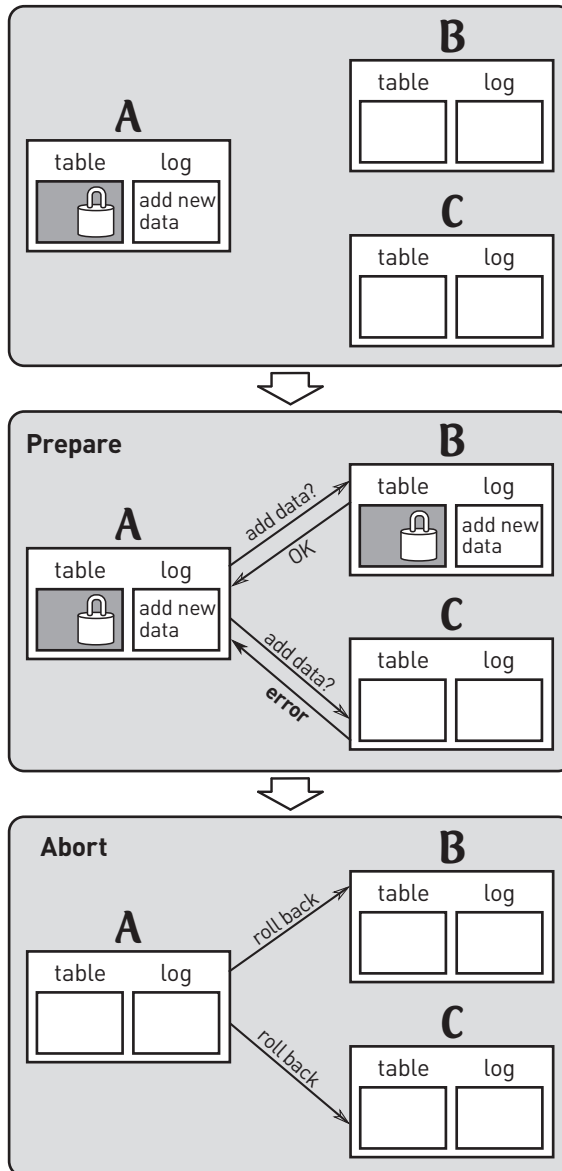 B
table log
A
table log
add new
data
C
table log
Prepare
B
table log
add new
data
add data?
OK
A
table log
add new
data
C
table log
add data?
error
Abort
B
table log
roll back
A
table log
C
table log
roll back